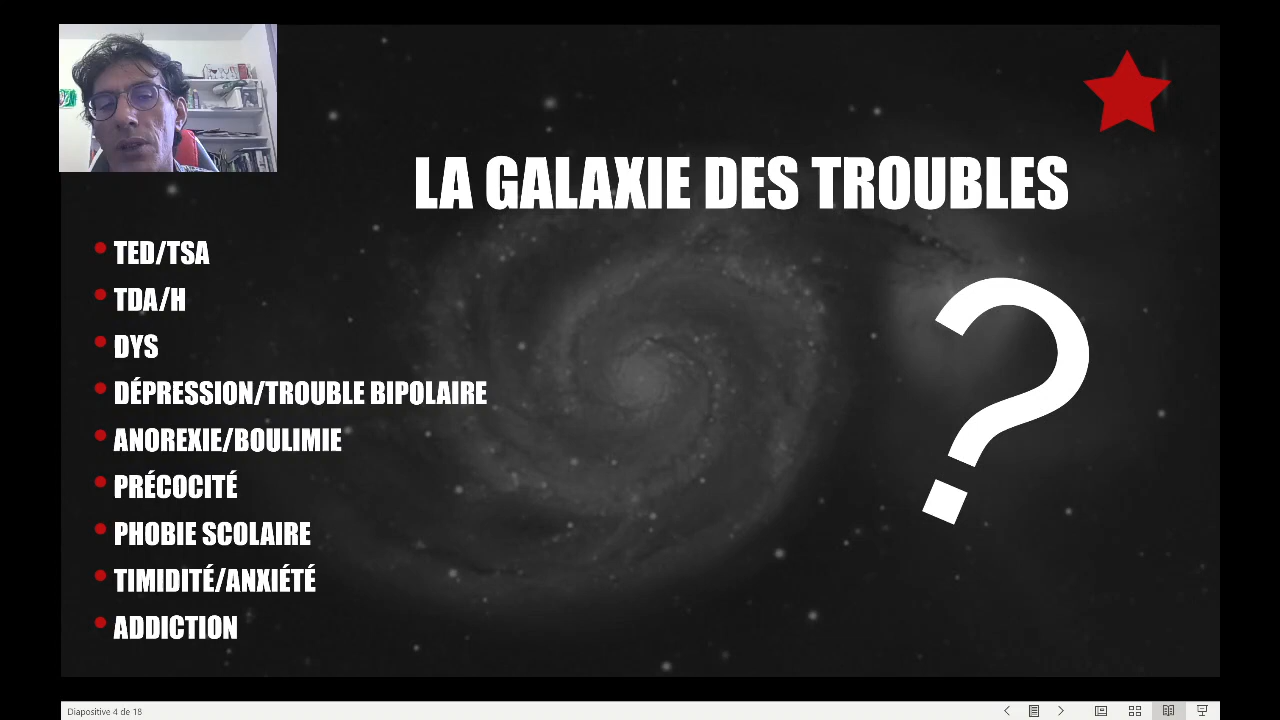 LA GALAXIE DES TROUBLES
TED/TSA
TDA/H
DYS
DÉPRESSION/TROUBLE BIPOLAIRE
ANOREXIE/BOULIMIE
PRÉCOCITÉ
PHOBIE SCOLAIRE
TIMIDITÉ/ANXIÉTÉ
ADDICTION
?
Diapositive 4 de 18